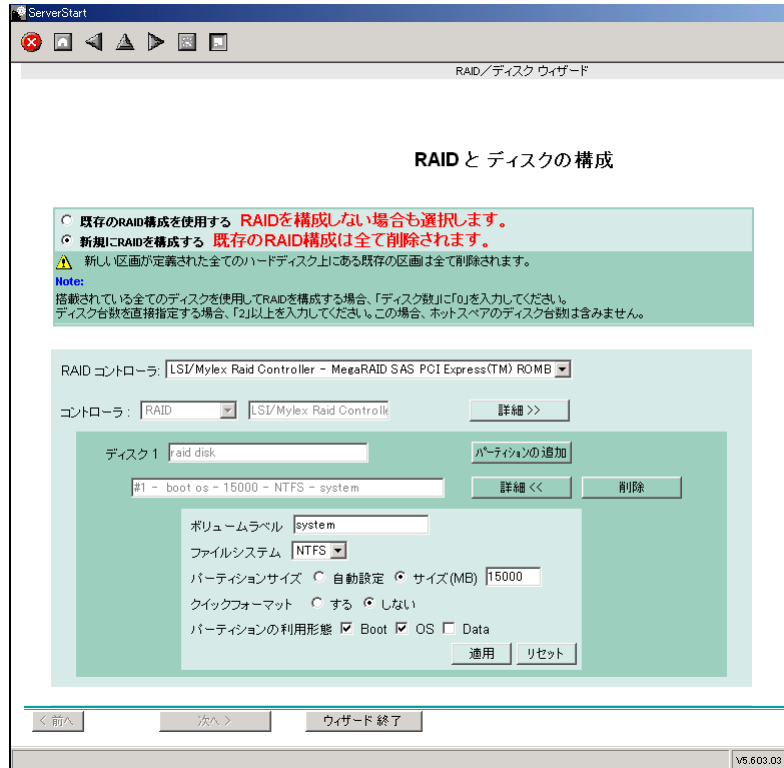 ServerStart
RAID／ディスク ウィザード
RAID と ディスクの構成
既存のRAID構成を使用する RAIDを構成しない場合も選択します。
新規にRAIDを構成する 既存のRAID構成は全て削除されます。
新しい区画が定義された全てのハードディスク上にある既存の区画は全て削除されます。
Note:
搭載されている全てのディスクを使用してRAIDを構成する場合、「ディスク数」に「0」を入力してください。
ディスク台数を直接指定する場合、「2」以上を入力してください。この場合、ホットスペアのディスク台数は含みません。
RAID コントローラ: LSI/Mylex Raid Controller - MegaRAID SAS PCI Express(TM) ROMB
コントローラ : RAID LSI/Mylex Raid Controlle 詳細 >>
ディスク 1 raid disk パーティションの追加
#1 - boot os - 15000 - NTFS - system 詳細 << 削除
ボリュームラベル system
ファイルシステム NTFS
パーティションサイズ 自動設定 サイズ(MB) 15000
クイックフォーマット する しない
パーティションの利用形態 Boot OS Data
適用 リセット
< 前へ 次へ > ウィザード 終了
V5.603.03